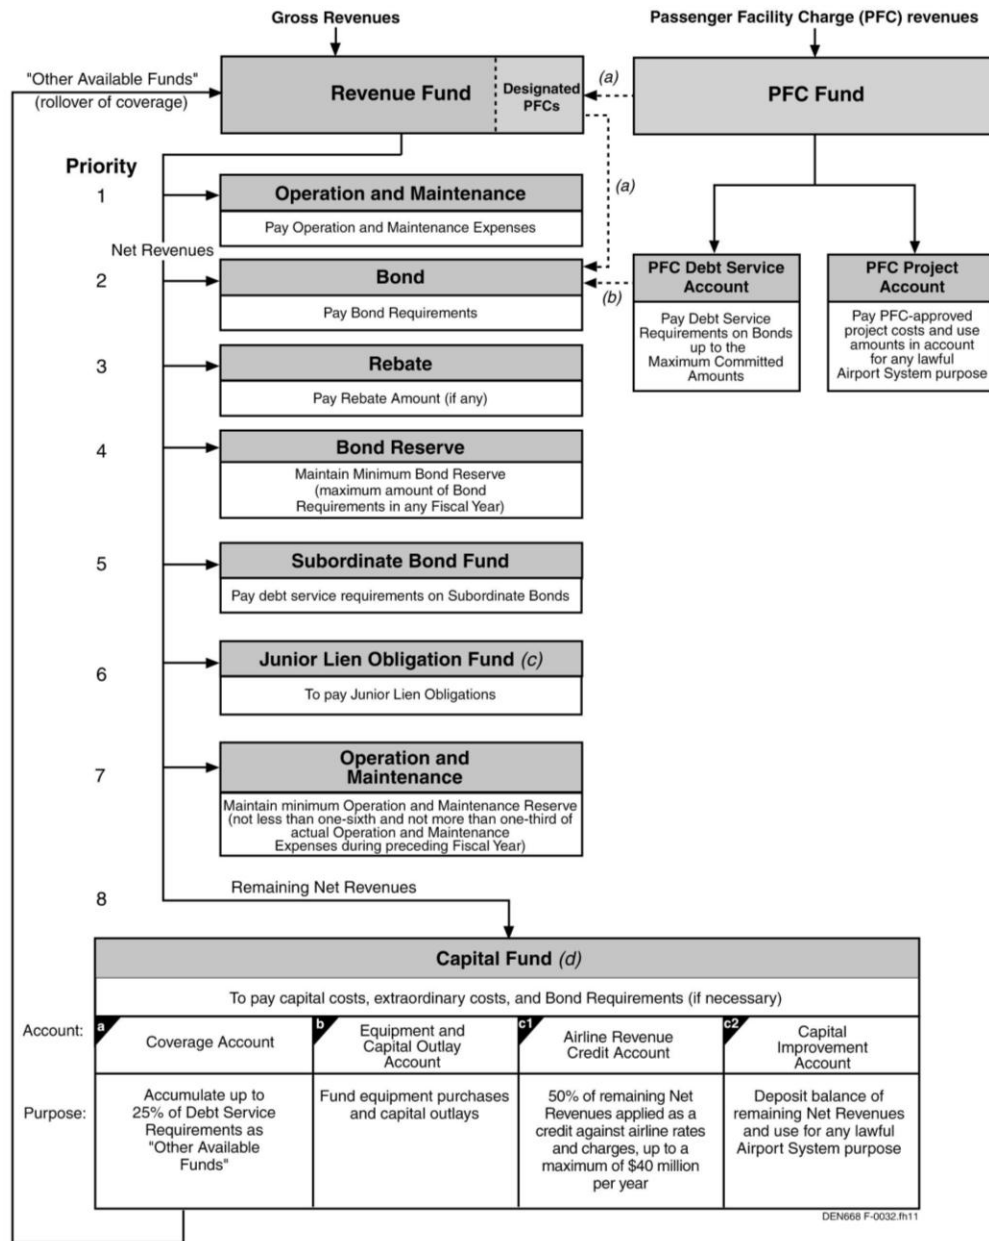 Gross Revenues
Passenger Facility Charge (PFC) revenues
"Other Available Funds"
(rollover of coverage)
Revenue Fund
Designated
PFCs
(a)
PFC Fund
Priority
1
Operation and Maintenance
Pay Operation and Maintenance Expenses
(a)
Net Revenues
2
Bond
Pay Bond Requirements
(b)
PFC Debt Service
Account
Pay Debt Service
Requirements on Bonds
up to the
Maximum Committed
Amounts
PFC Project
Account
Pay PFC-approved
project costs and use
amounts in account
for any lawful
Airport System purpose
3
Rebate
Pay Rebate Amount (if any)
4
Bond Reserve
Maintain Minimum Bond Reserve
(maximum amount of Bond
Requirements in any Fiscal Year)
5
Subordinate Bond Fund
Pay debt service requirements on Subordinate Bonds
6
Junior Lien Obligation Fund (c)
To pay Junior Lien Obligations
7
Operation and
Maintenance
Maintain minimum Operation and Maintenance Reserve
(not less than one-sixth and not more than one-third of
actual Operation and Maintenance
Expenses during preceding Fiscal Year)
8
Remaining Net Revenues
Capital Fund (d)
To pay capital costs, extraordinary costs, and Bond Requirements (if necessary)
Account:
a
Coverage Account
b
Equipment and
Capital Outlay
Account
c1
Airline Revenue
Credit Account
c2
Capital
Improvement
Account
Purpose:
Accumulate up to
25% of Debt Service
Requirements as
"Other Available
Funds"
Fund equipment purchases
and capital outlays
50% of remaining Net
Revenues applied as a
credit against airline rates
and charges, up to a
maximum of $40 million
per year
Deposit balance of
remaining Net Revenues
and use for any lawful
Airport System purpose
DEN668 F-0032.fh11